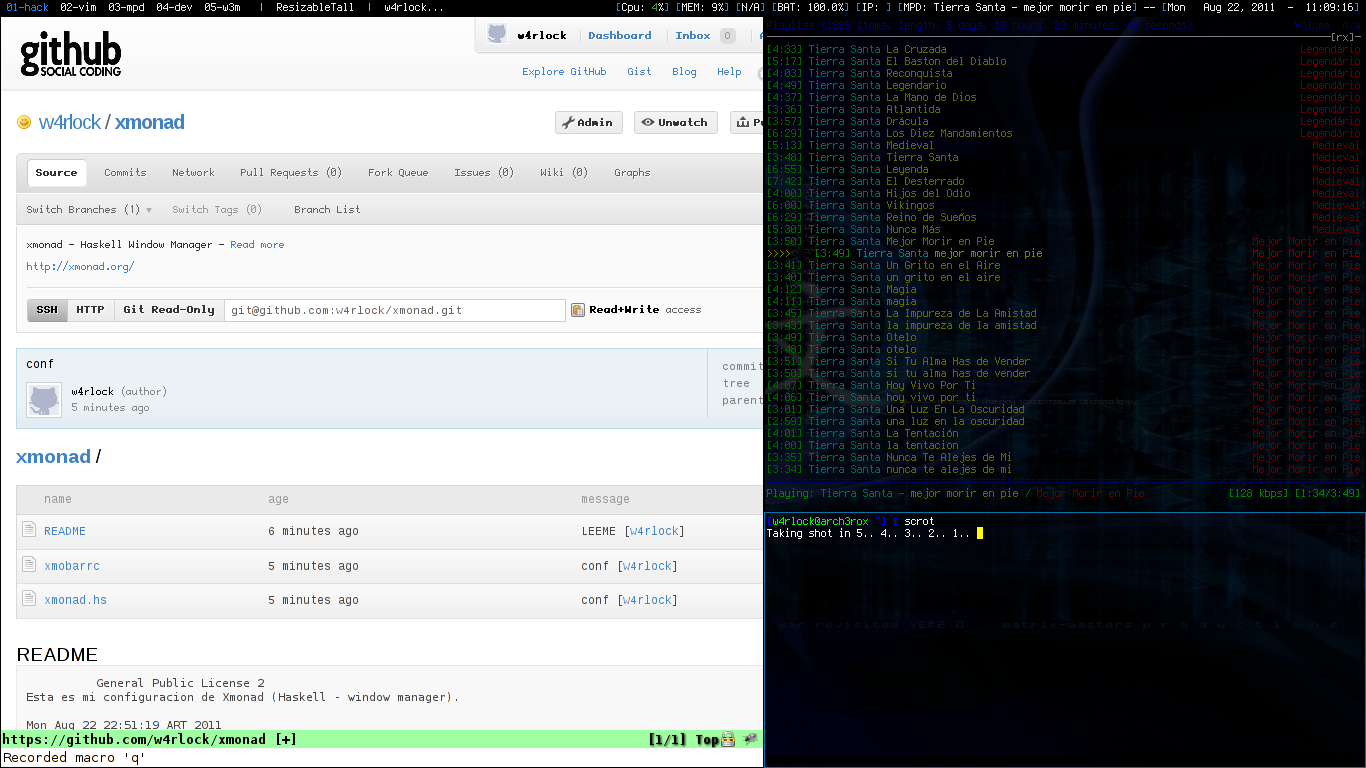 01-hack 02-vim 03-mpd 04-dev 05-w3m | ResizableTall | w4rlock... [Cpu: 4%] [MEM: 9%] [N/A] [BAT: 100.0%] [IP: ] [MPD: Tierra Santa - mejor morir en pie] -- [Mon Aug 22, 2011 - 11:09:16]
github
SOCIAL CODING
w4rlock Dashboard Inbox 0
Explore GitHub Gist Blog Help
w4rlock / xmonad
Admin Unwatch
Source Commits Network Pull Requests (0) Fork Queue Issues (0) Wiki (0) Graphs
Switch Branches (1) Switch Tags (0) Branch List
xmonad - Haskell Window Manager - Read more
http://xmonad.org/
SSH HTTP Git Read-Only git@github.com:w4rlock/xmonad.git Read+Write access
conf
w4rlock (author)
5 minutes ago
commit
tree
parent
xmonad /
name age message
README 6 minutes ago LEEME [w4rlock]
xmobarrc 5 minutes ago conf [w4rlock]
xmonad.hs 5 minutes ago conf [w4rlock]
README
General Public License 2
Esta es mi configuracion de Xmonad (Haskell - window manager).
Mon Aug 22 22:51:19 ART 2011
https://github.com/w4rlock/xmonad [+] [1/1] Top
Recorded macro 'q'
[rx]
[4:33] Tierra Santa La Cruzada Legendario
[5:17] Tierra Santa El Baston del Diablo Legendario
[4:03] Tierra Santa Reconquista Legendario
[4:49] Tierra Santa Legendario Legendario
[4:37] Tierra Santa La Mano de Dios Legendario
[3:36] Tierra Santa Atlantida Legendario
[3:57] Tierra Santa Drácula Legendario
[6:29] Tierra Santa Los Diez Mandamientos Legendario
[5:13] Tierra Santa Medieval Medieval
[3:48] Tierra Santa Tierra Santa Medieval
[6:55] Tierra Santa Leyenda Medieval
[7:42] Tierra Santa El Desterrado Medieval
[4:00] Tierra Santa Hijos del Odio Medieval
[6:00] Tierra Santa Vikingos Medieval
[6:29] Tierra Santa Reino de Sueños Medieval
[5:30] Tierra Santa Nunca Más Medieval
[3:50] Tierra Santa Mejor Morir en Pie Mejor Morir en Pie
>>>> [3:49] Tierra Santa mejor morir en pie Mejor Morir en Pie
[3:41] Tierra Santa Un Grito en el Aire Mejor Morir en Pie
[3:40] Tierra Santa un grito en el aire Mejor Morir en Pie
[4:12] Tierra Santa Magia Mejor Morir en Pie
[4:11] Tierra Santa magia Mejor Morir en Pie
[3:45] Tierra Santa La Impureza de La Amistad Mejor Morir en Pie
[3:43] Tierra Santa la impureza de la amistad Mejor Morir en Pie
[3:49] Tierra Santa Otelo Mejor Morir en Pie
[3:48] Tierra Santa otelo Mejor Morir en Pie
[3:51] Tierra Santa Si Tu Alma Has de Vender Mejor Morir en Pie
[3:50] Tierra Santa si tu alma has de vender Mejor Morir en Pie
[4:07] Tierra Santa Hoy Vivo Por Ti Mejor Morir en Pie
[4:06] Tierra Santa hoy vivo por ti Mejor Morir en Pie
[3:01] Tierra Santa Una Luz En La Oscuridad Mejor Morir en Pie
[2:59] Tierra Santa una luz en la oscuridad Mejor Morir en Pie
[4:01] Tierra Santa La Tentación Mejor Morir en Pie
[4:00] Tierra Santa la tentacion Mejor Morir en Pie
[3:35] Tierra Santa Nunca Te Alejes de Mi Mejor Morir en Pie
[3:34] Tierra Santa nunca te alejes de mi Mejor Morir en Pie
Playing: Tierra Santa - mejor morir en pie / Mejor Morir en Pie [128 kbps] [1:34/3:49]
[w4rlock@arch3rox ~] $ scrot
Taking shot in 5.. 4.. 3.. 2.. 1..